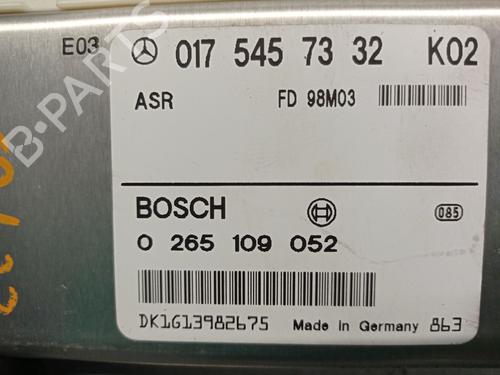 E03 017 545 73 32 K02
ASR FD 98M03
BOSCH 085
0 265 109 052
DK1G13982675 Made in Germany 863
B-PARTS